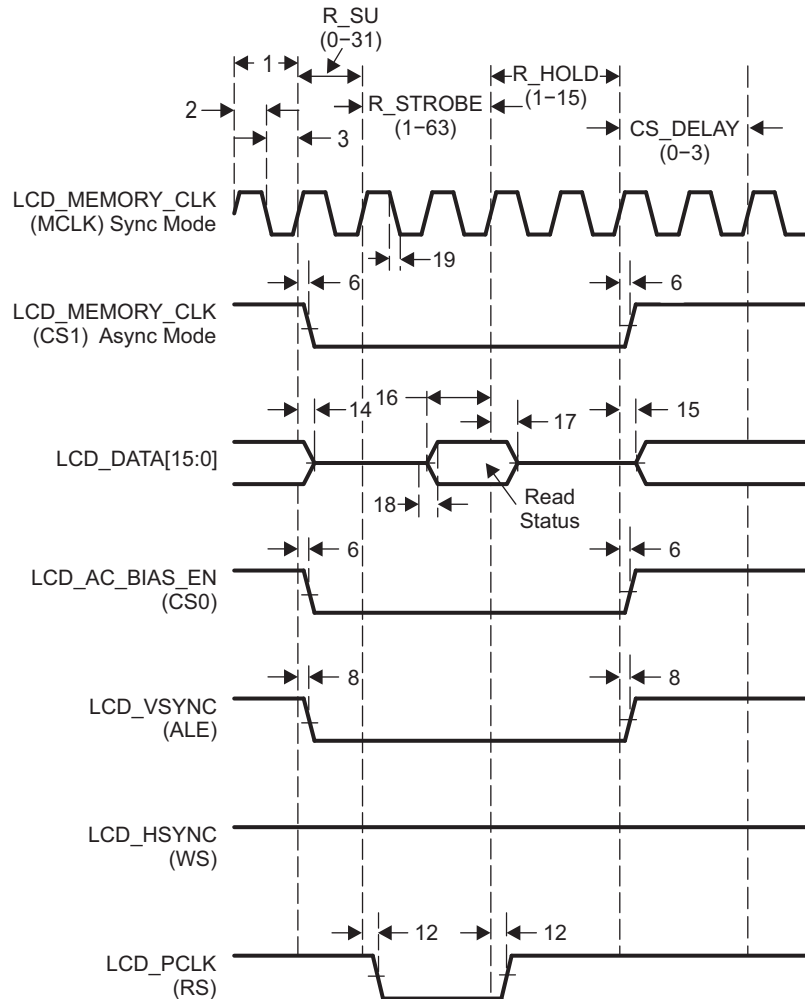 R_SU
(0−31)
1
R_HOLD
(1−15)
2
R_STROBE
(1−63)
3
CS_DELAY
(0−3)
LCD_MEMORY_CLK
(MCLK) Sync Mode
19
6
6
LCD_MEMORY_CLK
(CS1) Async Mode
16
14
17
15
LCD_DATA[15:0]
18
Read
Status
6
6
LCD_AC_BIAS_EN
(CS0)
8
8
LCD_VSYNC
(ALE)
LCD_HSYNC
(WS)
12
12
LCD_PCLK
(RS)